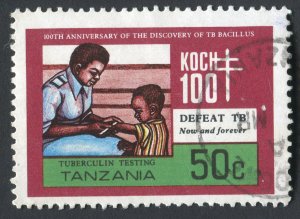 100TH ANNIVERSARY OF THE DISCOVERY OF TB BACILLUS
KOCH
100
DEFEAT TB
Now and forever
TUBERCULIN TESTING
TANZANIA
50c